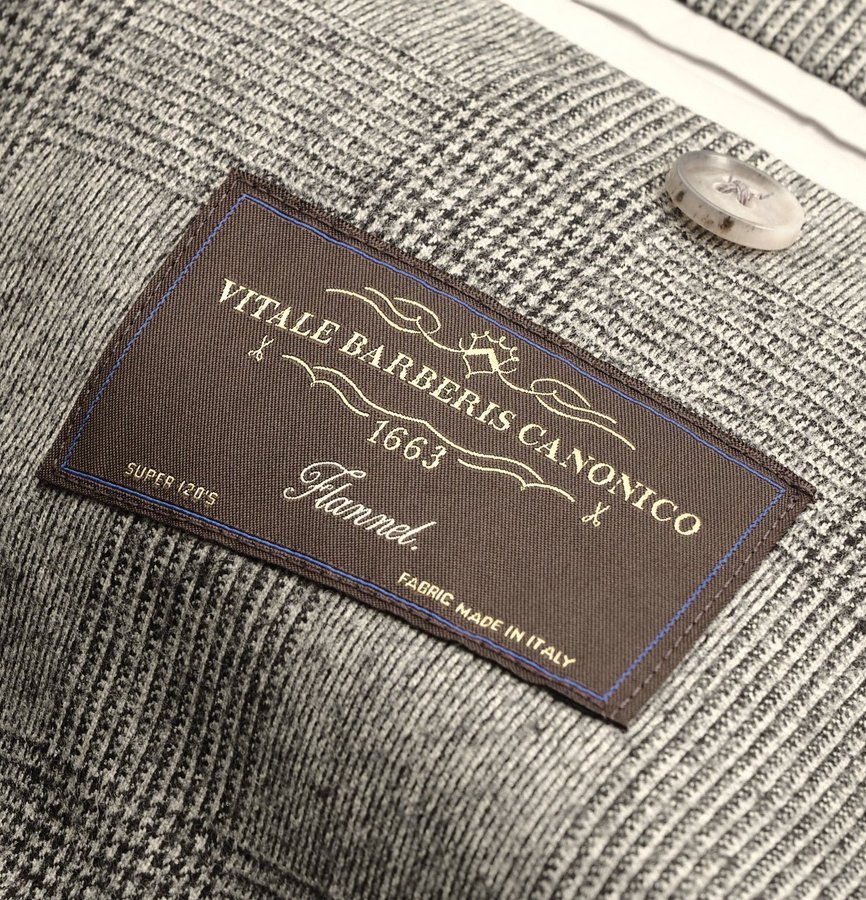 VITALE BARBERIS CANONICO
1663
Flannel.
SUPER 120'S
FABRIC MADE IN ITALY